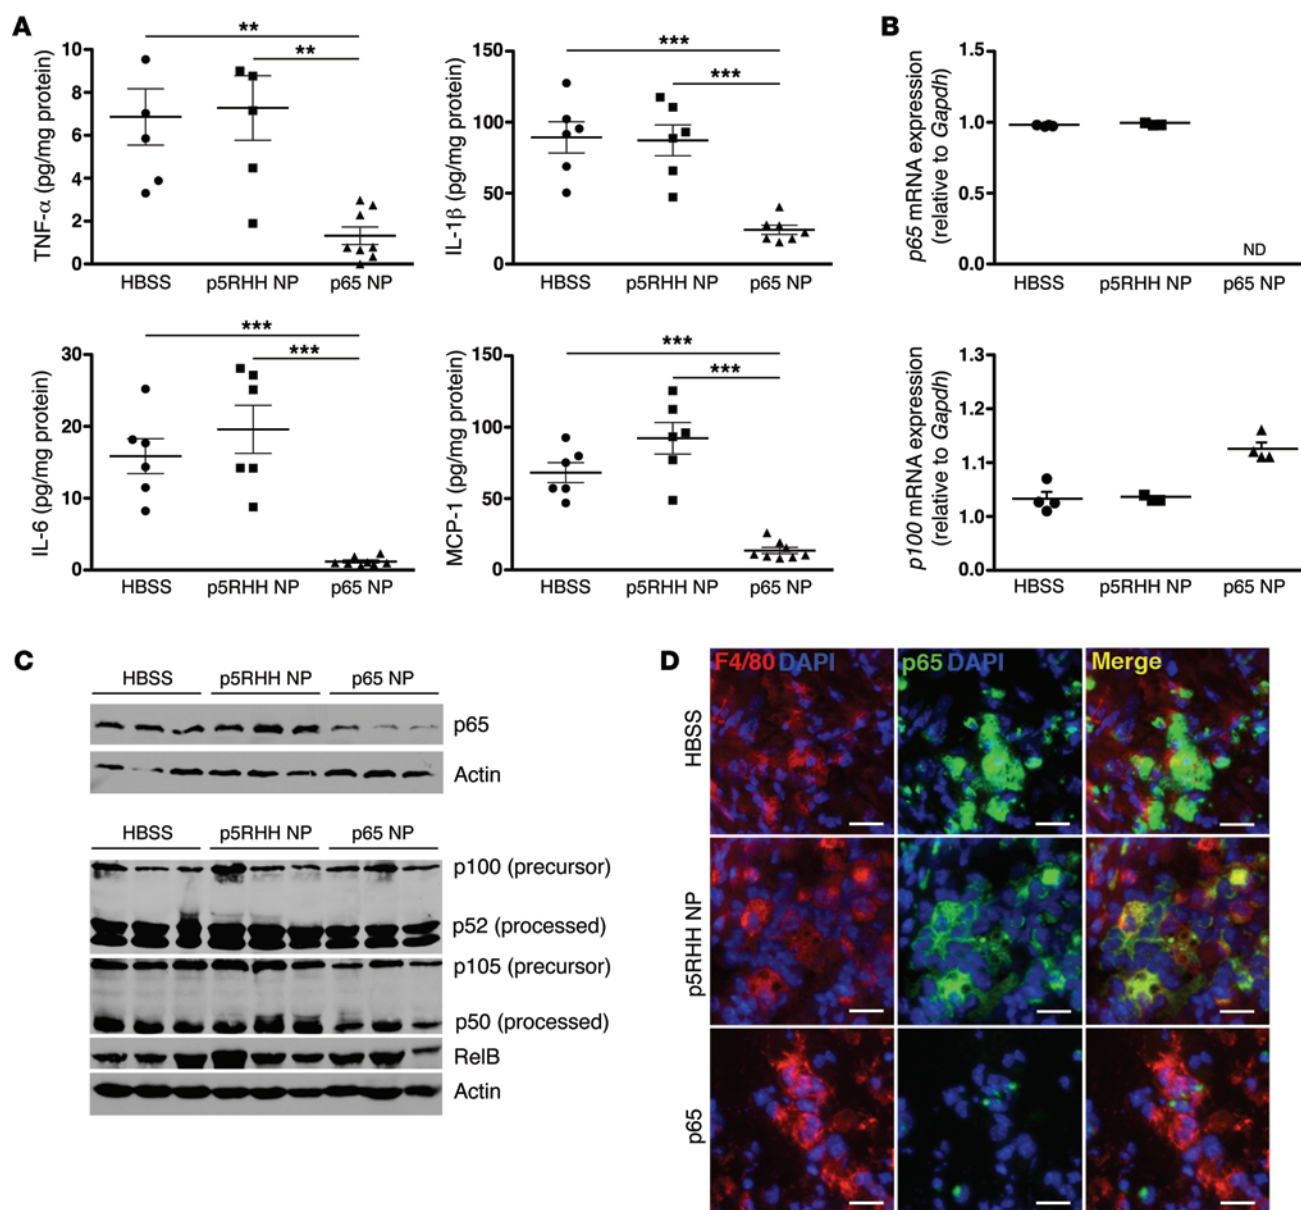 A
**
**
TNF-α (pg/mg protein)
10
8
6
4
2
0
HBSS
p5RHH NP
p65 NP
***
***
IL-1β (pg/mg protein)
150
100
50
0
HBSS
p5RHH NP
p65 NP
***
***
IL-6 (pg/mg protein)
30
20
10
0
HBSS
p5RHH NP
p65 NP
***
***
MCP-1 (pg/mg protein)
150
100
50
0
HBSS
p5RHH NP
p65 NP
B
p65 mRNA expression
(relative to Gapdh)
1.5
1.0
0.5
0.0
ND
HBSS
p5RHH NP
p65 NP
p100 mRNA expression
(relative to Gapdh)
1.3
1.2
1.1
1.0
0.0
HBSS
p5RHH NP
p65 NP
C
HBSS
p5RHH NP
p65 NP
p65
Actin
HBSS
p5RHH NP
p65 NP
p100 (precursor)
p52 (processed)
p105 (precursor)
p50 (processed)
RelB
Actin
D
F4/80 DAPI
p65 DAPI
Merge
HBSS
p5RHH NP
p65